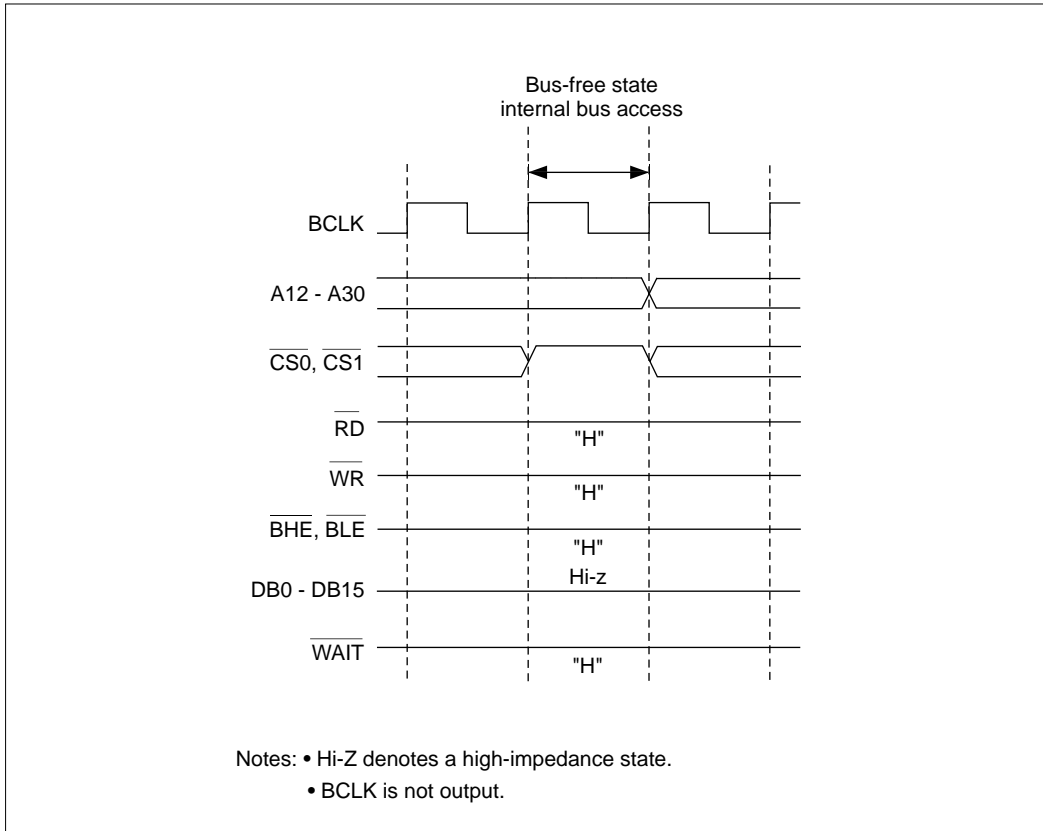 Bus-free state
internal bus access
BCLK
A12 - A30
CS0, CS1
RD
"H"
WR
"H"
BHE, BLE
"H"
Hi-z
DB0 - DB15
WAIT
"H"
Notes: • Hi-Z denotes a high-impedance state.
• BCLK is not output.